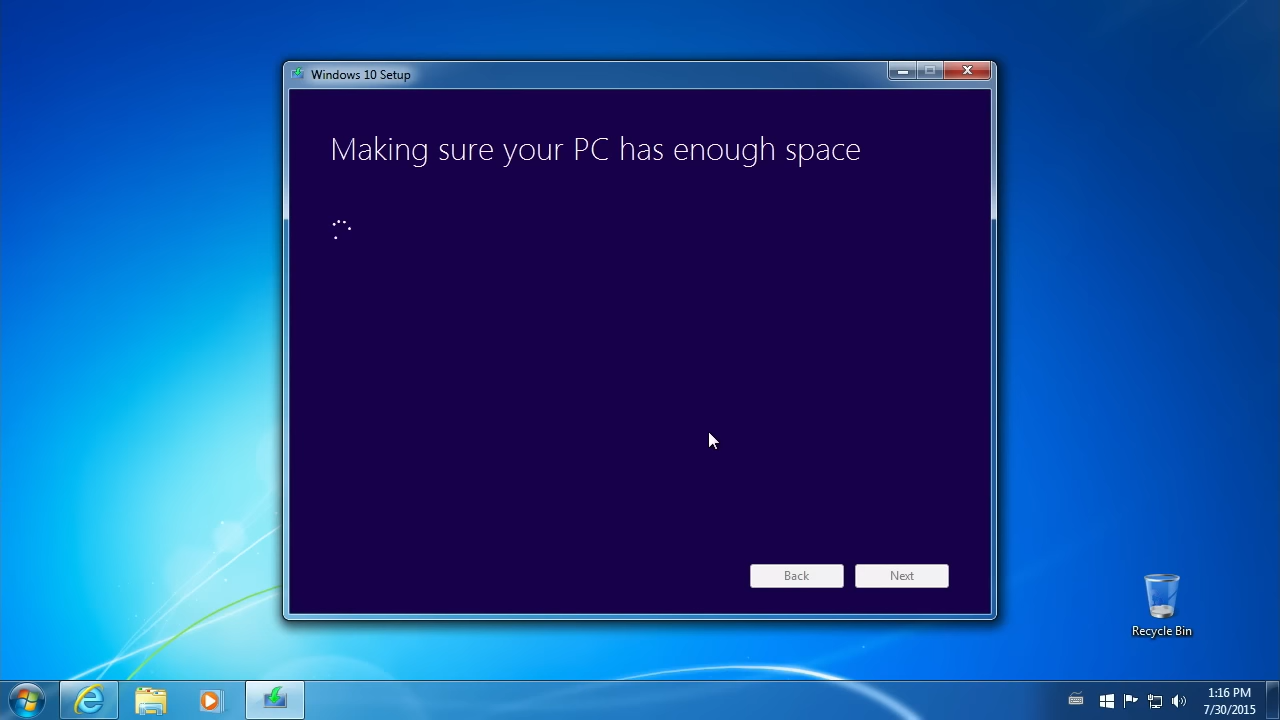 Windows 10 Setup
Making sure your PC has enough space
Back
Next
Recycle Bin
1:16 PM
7/30/2015